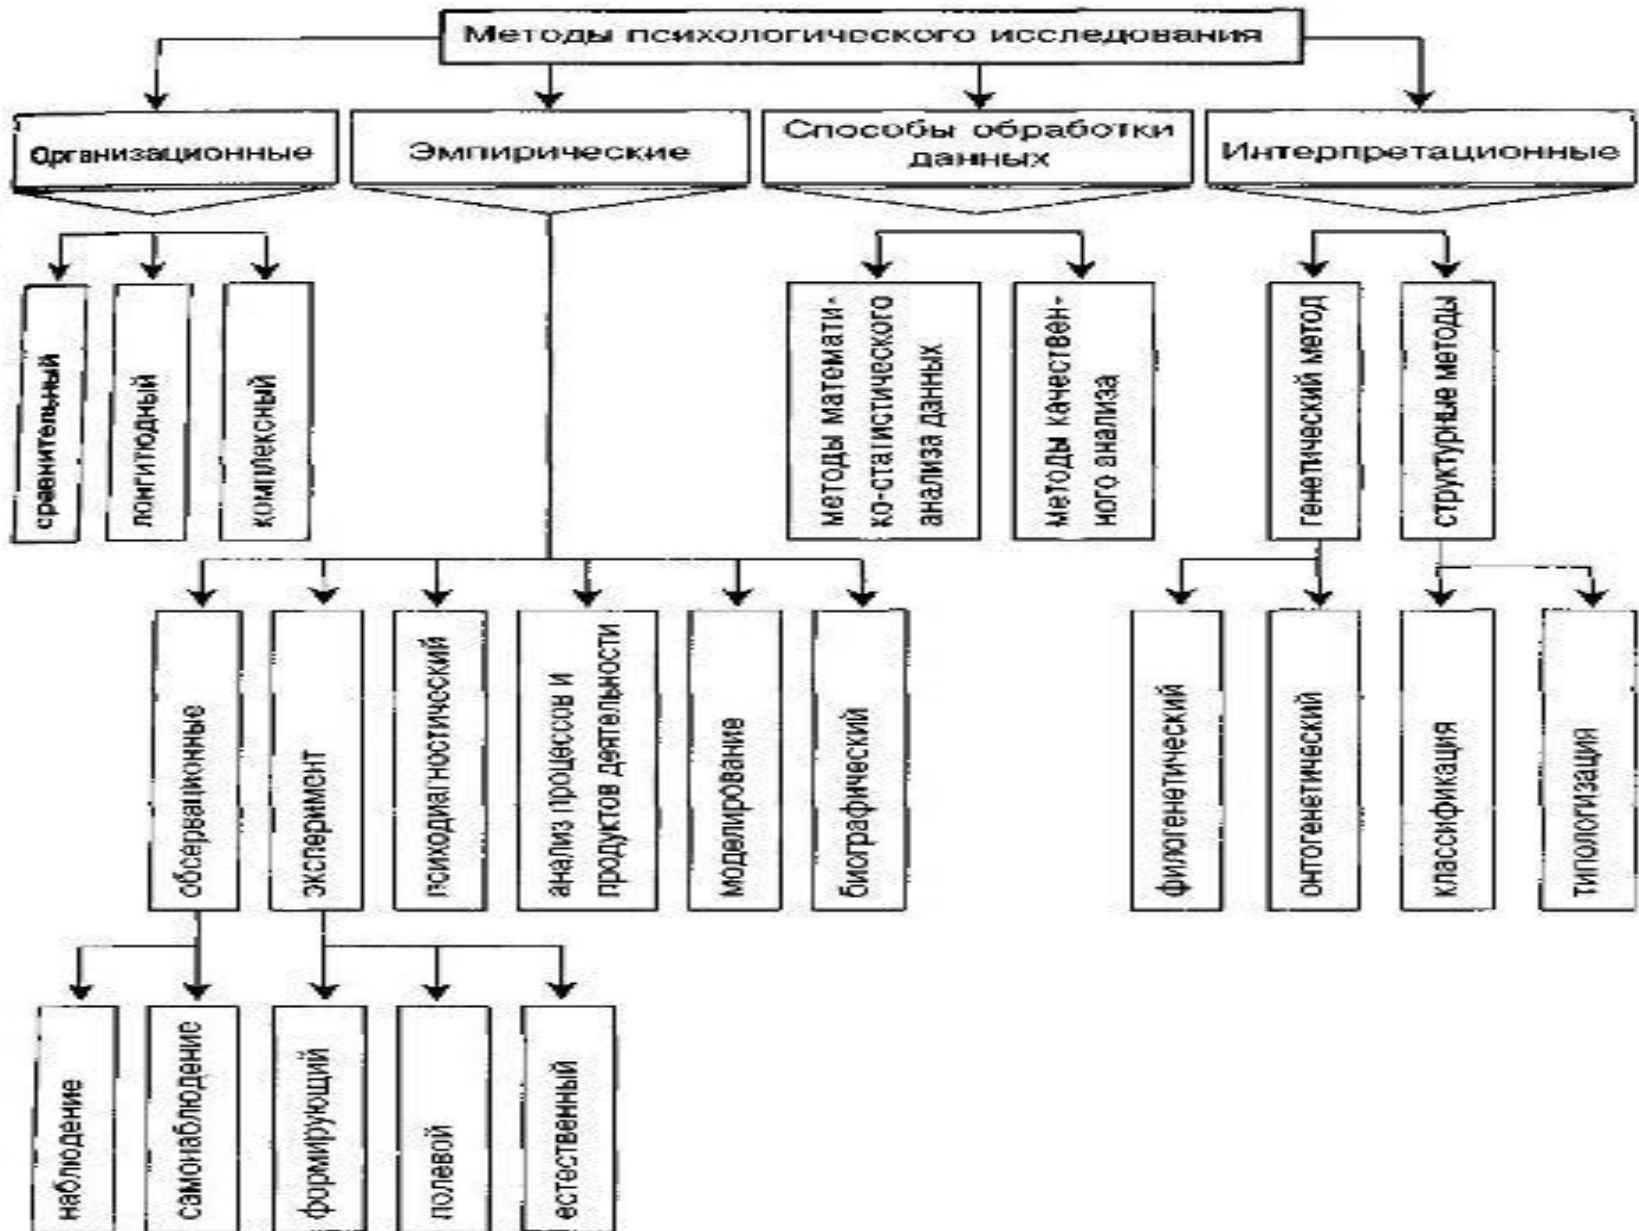 Методы психологического исследования
Организационные
Эмпирические
Способы обработки
данных
Интерпретационные
сравнительный
лонгитюдный
комплексный
методы математи-
ко-статистического
анализа данных
методы качествен-
ного анализа
генетический метод
структурные методы
обсервационные
эксперимент
психодиагностический
анализ процессов и
продуктов деятельности
моделирование
биографический
филогенетический
онтогенетический
классификация
типологизация
наблюдение
самонаблюдение
формирующий
полевой
естественный